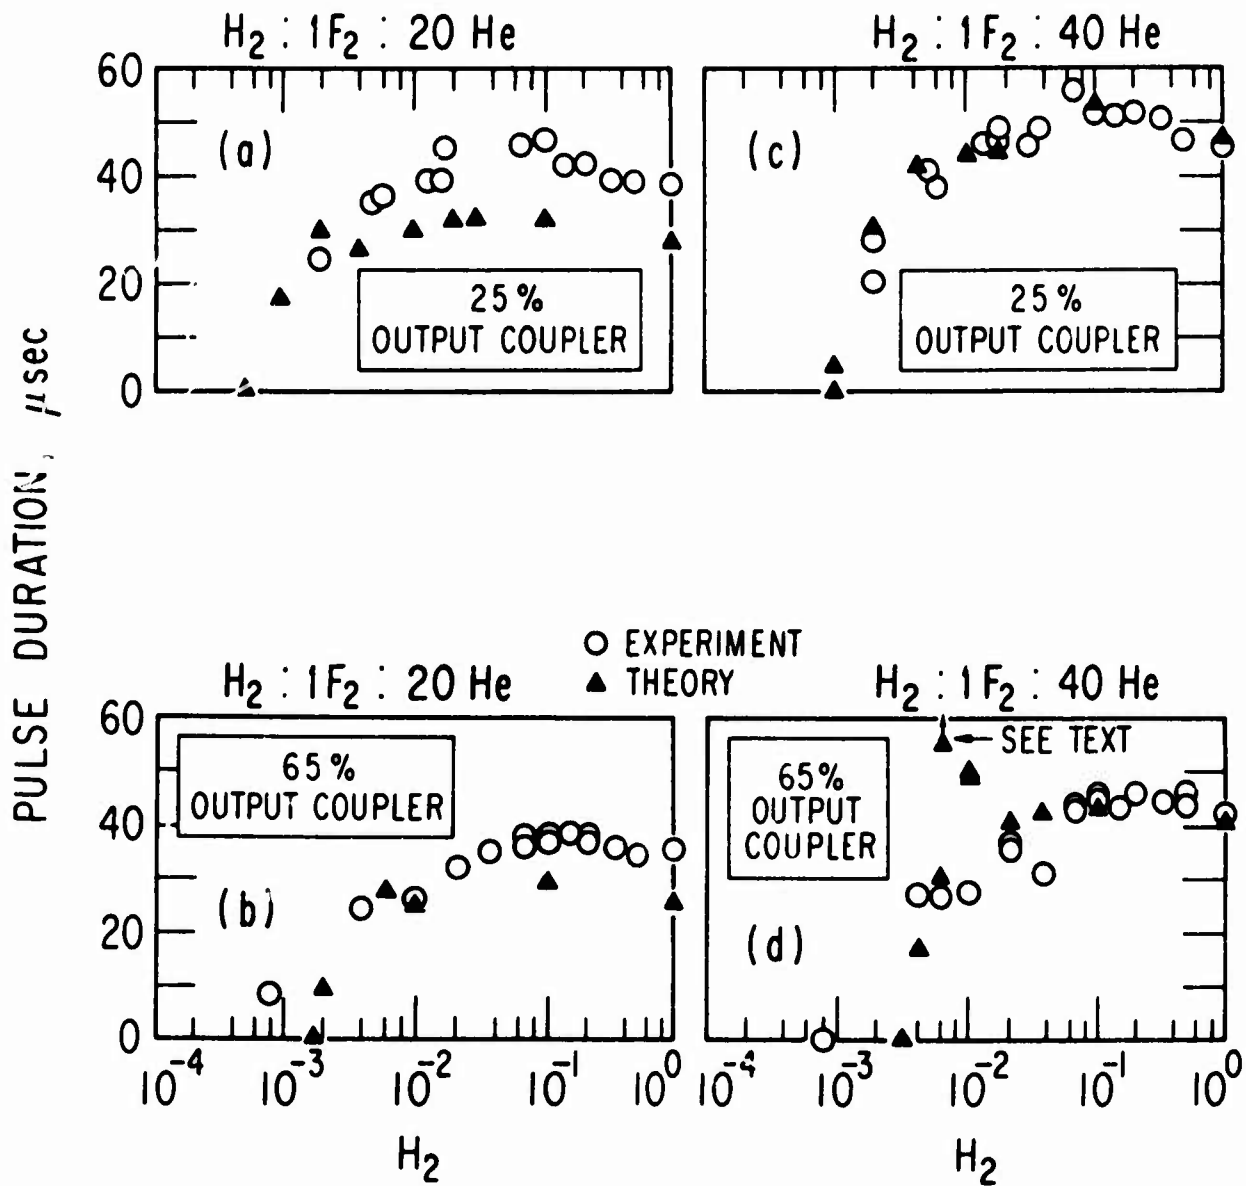 H₂ : 1F₂ : 20 He
H₂ : 1F₂ : 40 He
60
40
20
0
(a)
25%
OUTPUT COUPLER
(c)
25%
OUTPUT COUPLER
PULSE DURATION, μsec
○ EXPERIMENT
▲ THEORY
H₂ : 1F₂ : 20 He
H₂ : 1F₂ : 40 He
60
40
20
0
65%
OUTPUT COUPLER
(b)
65%
OUTPUT
COUPLER
SEE TEXT
(d)
10⁻⁴ 10⁻³ 10⁻² 10⁻¹ 10⁰
10⁻⁴ 10⁻³ 10⁻² 10⁻¹ 10⁰
H₂
H₂